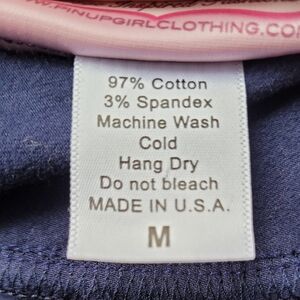 PINUPGIRLCLOTHING.CO
97% Cotton
3% Spandex
Machine Wash
Cold
Hang Dry
Do not bleach
MADE IN U.S.A.
M